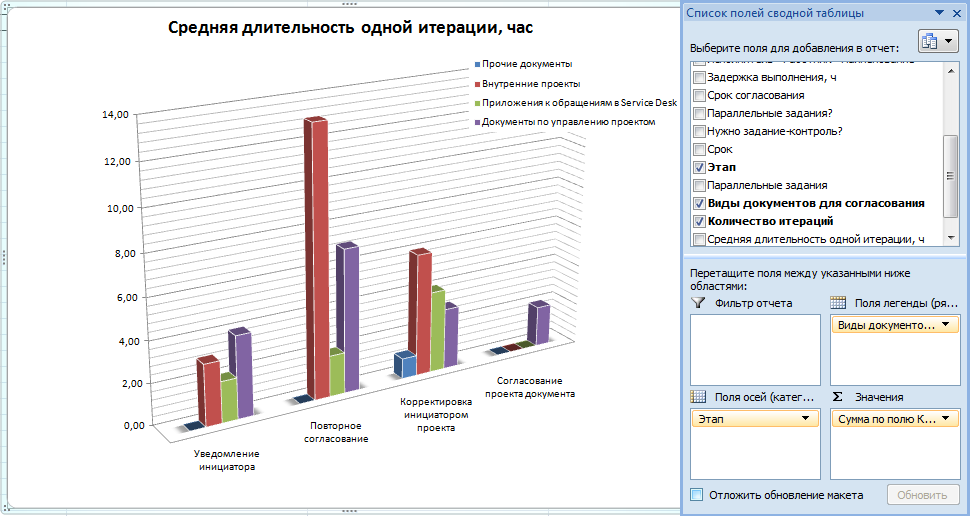 Средняя длительность одной итерации, час
Прочие документы
Внутренние проекты
Приложения к обращениям в Service Desk
Документы по управлению проектом
14,00
12,00
10,00
8,00
6,00
4,00
2,00
0,00
Уведомление
инициатора
Повторное
согласование
Корректировка
инициатором
проекта
Согласование
проекта документа
Список полей сводной таблицы
Выберите поля для добавления в отчет:
Задержка выполнения, ч
Срок согласования
Параллельные задания?
Нужно задание-контроль?
Срок
Этап
Параллельные задания
Виды документов для согласования
Количество итераций
Средняя длительность одной итерации, ч
Перетащите поля между указанными ниже
областями:
Фильтр отчета
Поля легенды (ря...
Виды документо...
Поля осей (катег...
Σ Значения
Этап
Сумма по полю К...
Отложить обновление макета
Обновить